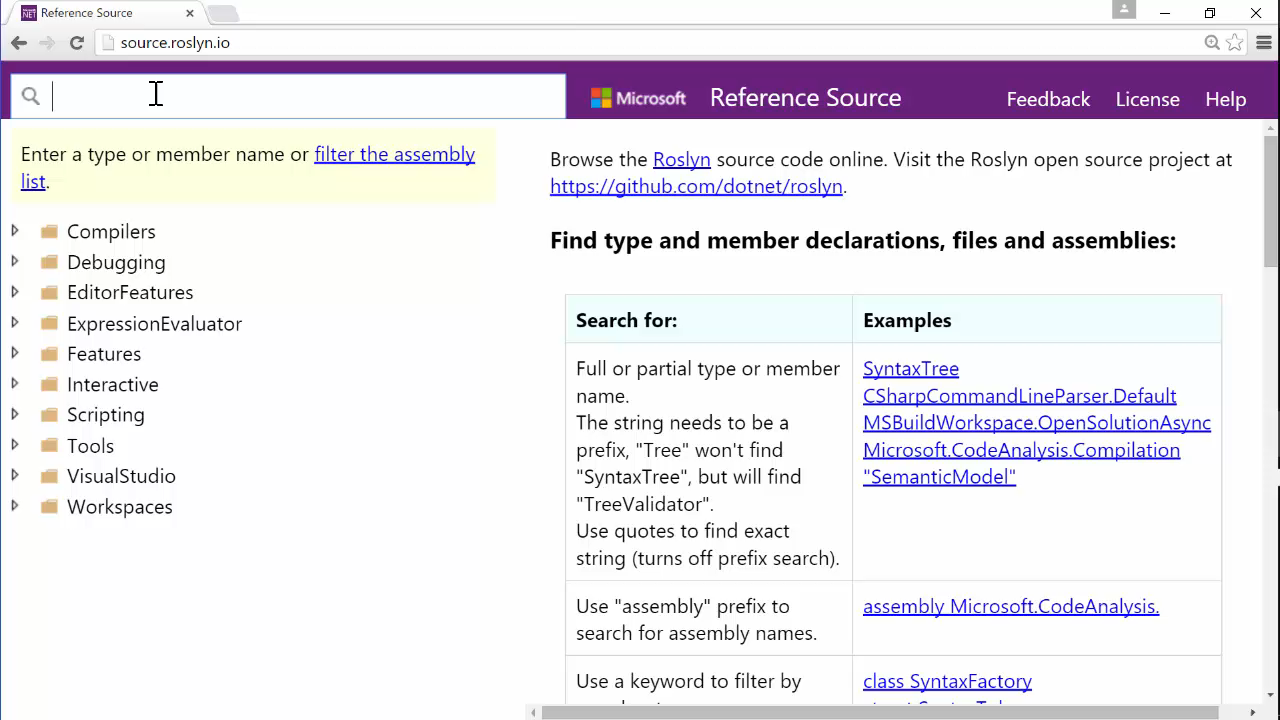 Reference Source
source.roslyn.io
Microsoft
Reference Source
Feedback
License
Help
Enter a type or member name or filter the assembly
list.
Compilers
Debugging
EditorFeatures
ExpressionEvaluator
Features
Interactive
Scripting
Tools
VisualStudio
Workspaces
Browse the Roslyn source code online. Visit the Roslyn open source project at
https://github.com/dotnet/roslyn.
Find type and member declarations, files and assemblies:
Search for:
Examples
Full or partial type or member
name.
The string needs to be a
prefix, "Tree" won't find
"SyntaxTree", but will find
"TreeValidator".
Use quotes to find exact
string (turns off prefix search).
SyntaxTree
CSharpCommandLineParser.Default
MSBuildWorkspace.OpenSolutionAsync
Microsoft.CodeAnalysis.Compilation
"SemanticModel"
Use "assembly" prefix to
search for assembly names.
assembly Microsoft.CodeAnalysis.
Use a keyword to filter by
class SyntaxFactory